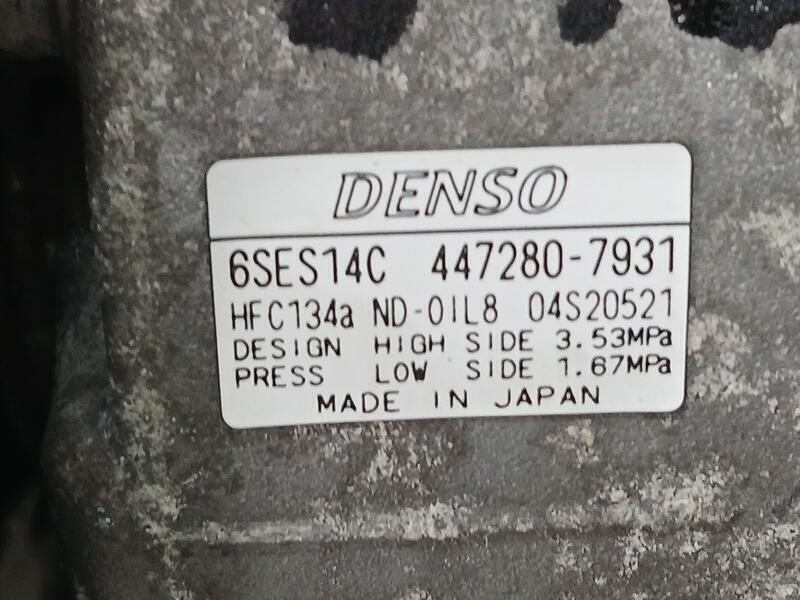 DENSO
6SES14C 447280-7931
HFC134a ND-OIL8 04S20521
DESIGN HIGH SIDE 3.53MPa
PRESS LOW SIDE 1.67MPa
MADE IN JAPAN